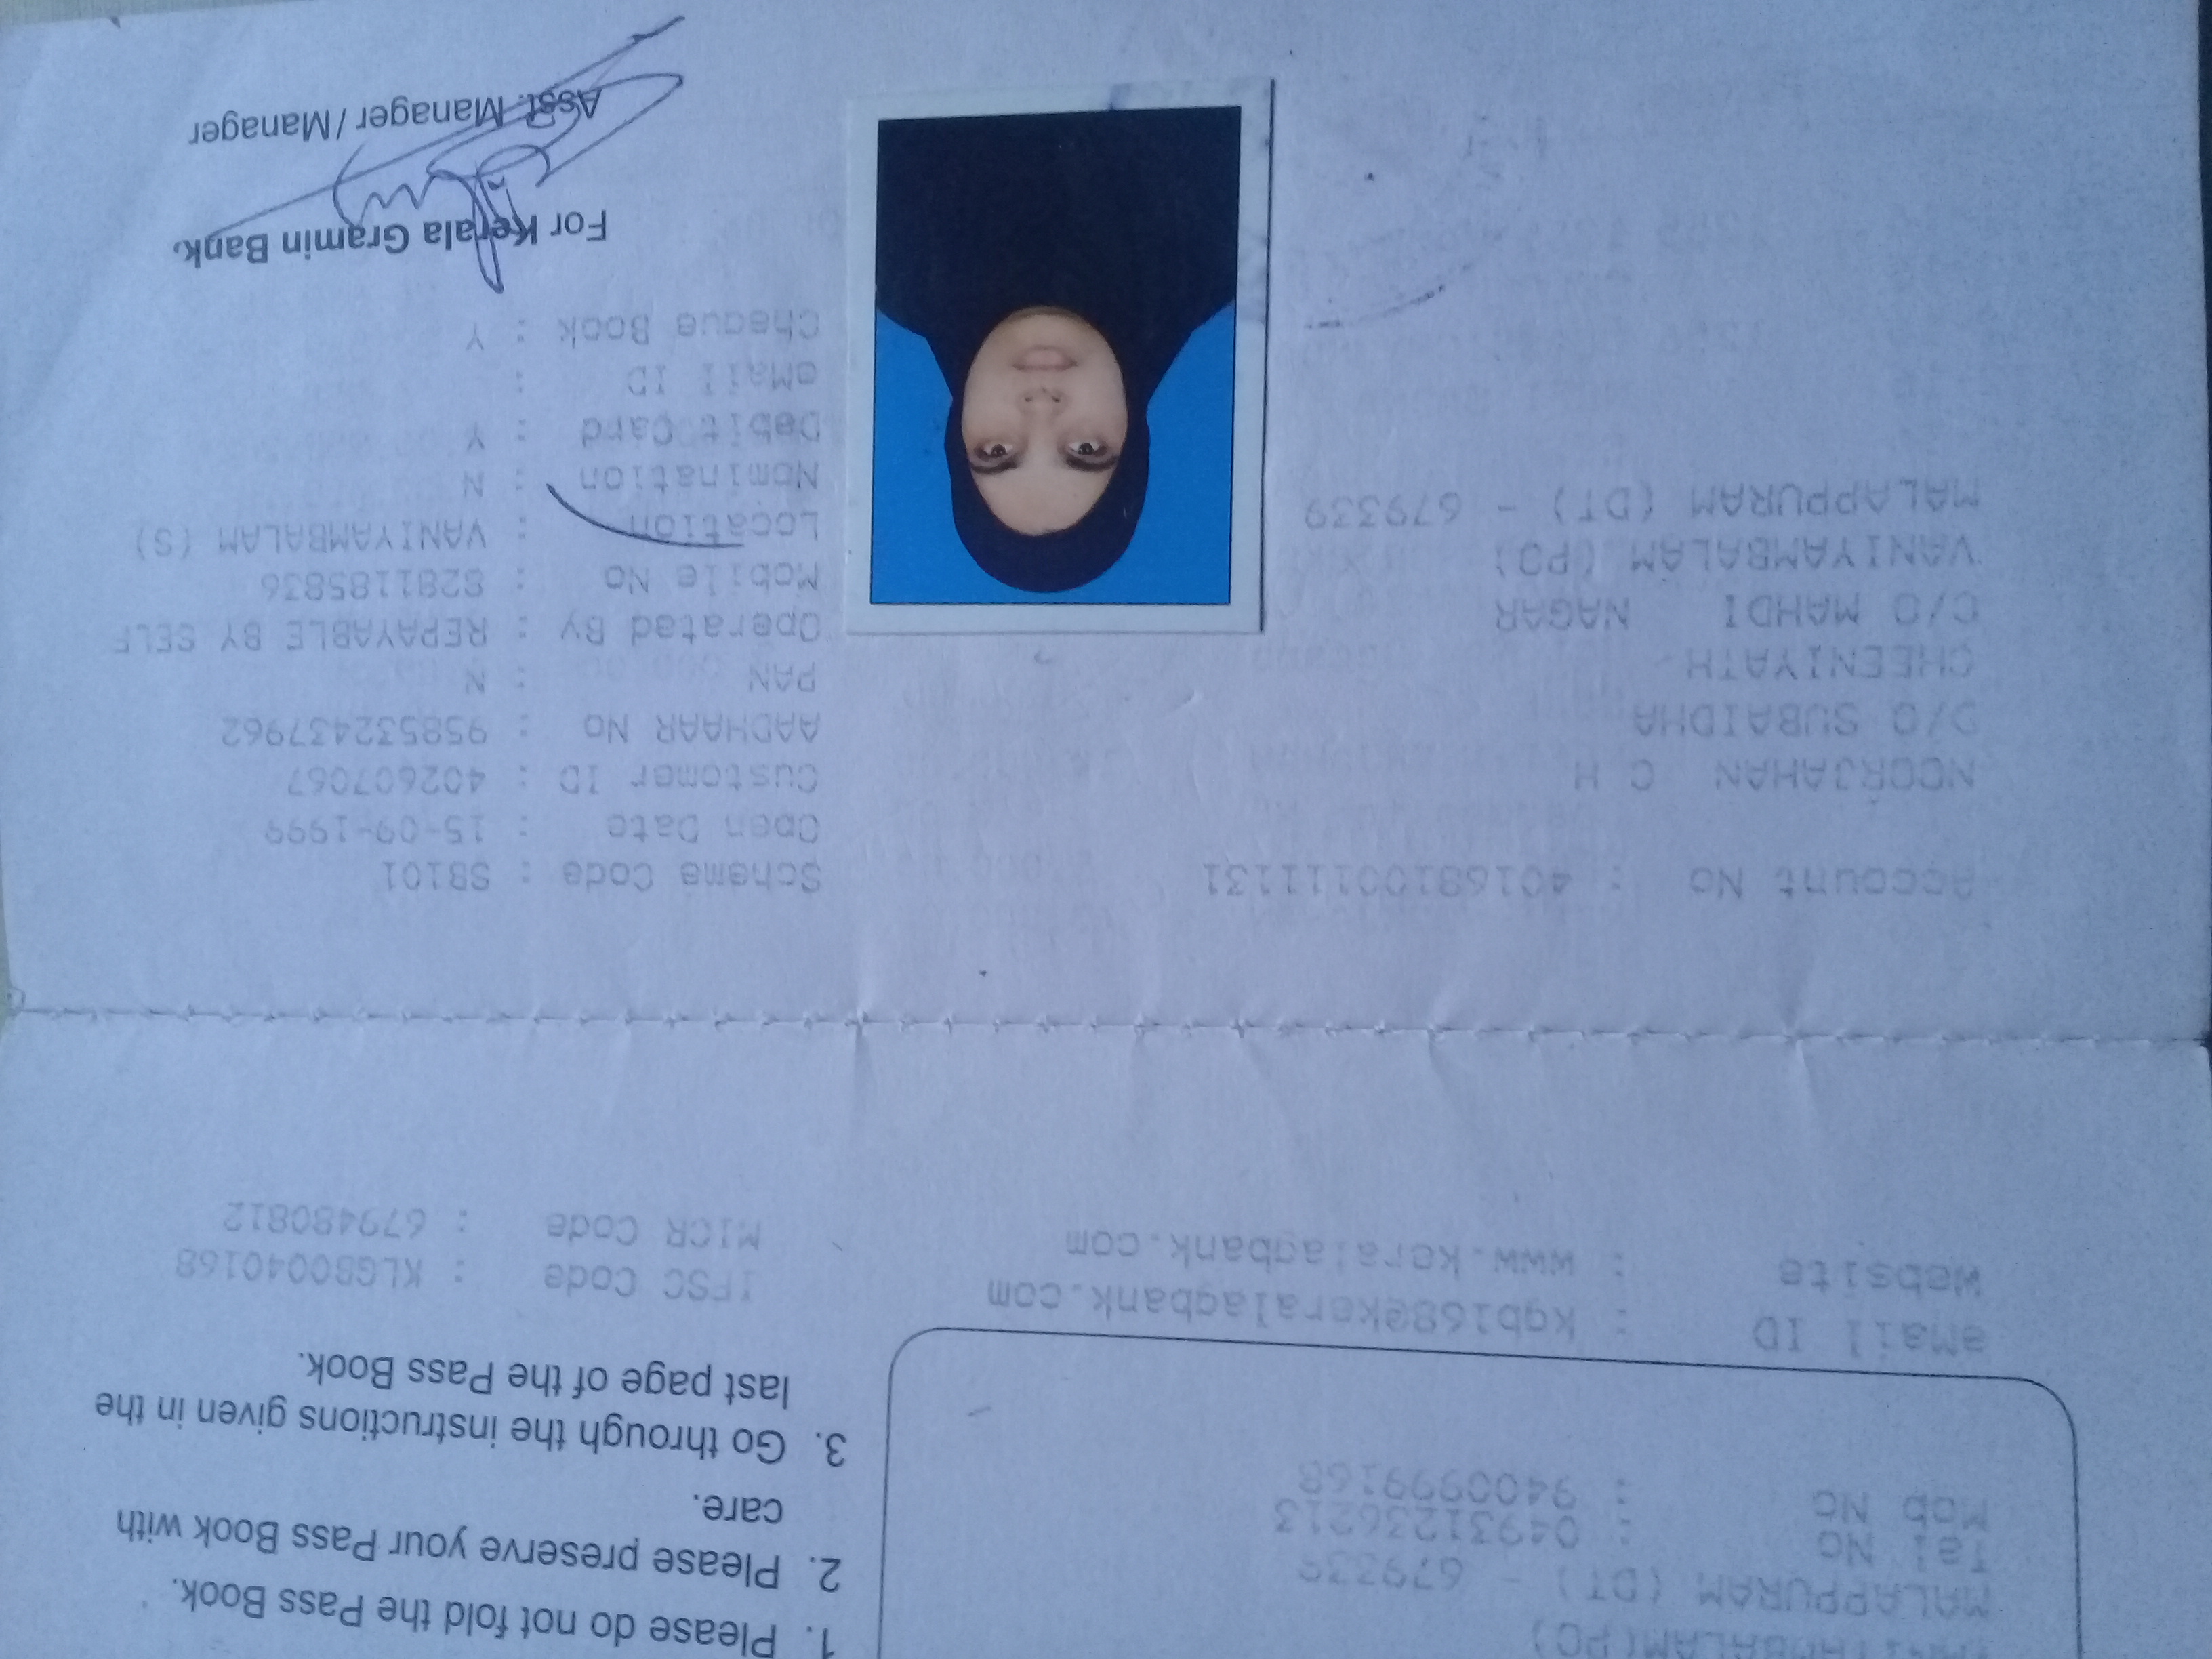 1. Please do not fold the Pass Book.
2. Please preserve your Pass Book with
care.
3. Go through the instructions given in the
last page of the Pass Book.
MALAPPURAM (DT) - 679339
Tel No : 04931236213
Mob No : 9400999168
eMail ID : kgb168@keralagbank.com
Website : www.keralagbank.com
IFSC Code : KLGB0040168
MICR Code : 679480812
Account No : 40168100111131
NOORJAHAN C H
D/O SUBAIDHA
CHEENIYATH
C/O MAHDI NAGAR
VANIYAMBALAM (PO)
MALAPPURAM (DT) - 679339
Scheme Code : SB101
Open Date : 15-09-1999
Customer ID : 402607067
AADHAAR No : 958532437962
PAN : N
Operated By : REPAYABLE BY SELF
Mobile No : 8281185836
Location : VANIYAMBALAM (S)
Nomination : N
Debit Card : Y
eMail ID :
Cheque Book : Y
For Kerala Gramin Bank,
Asst. Manager / Manager